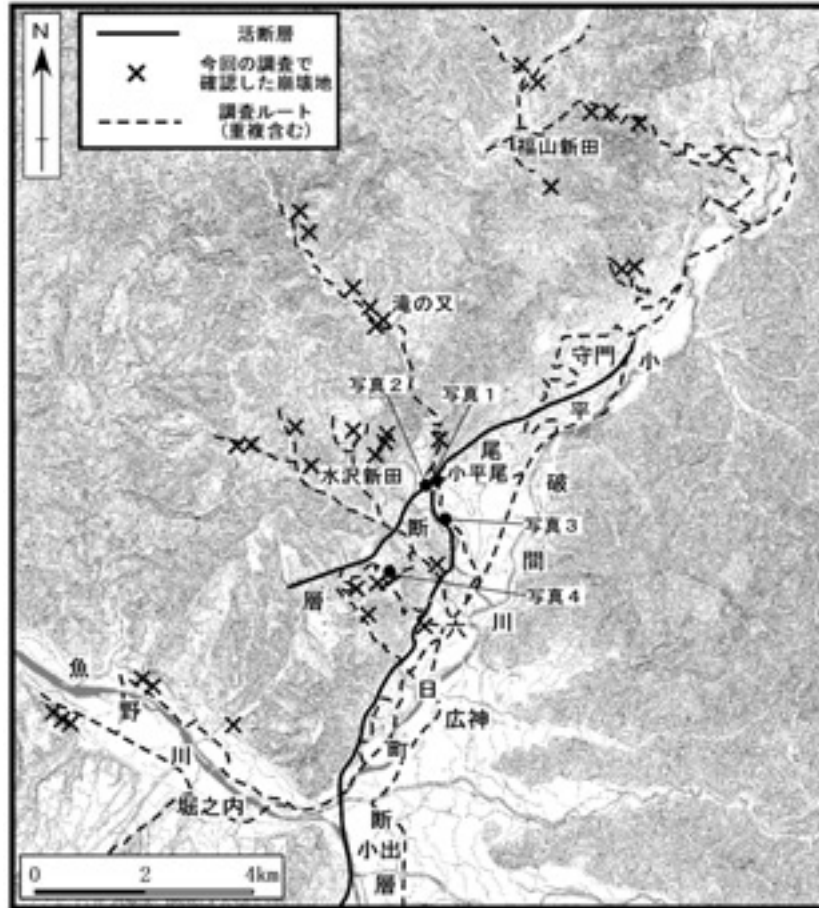 N
活断層
今回の調査で
確認した崩壊地
調査ルート
(重複含む)
福山新田
滝の又
守門
写真2
写真1
小平尾
水沢新田
写真3
写真4
小平尾断層
破間川
六日町断層
魚野川
広神
堀之内
小出
0 2 4km